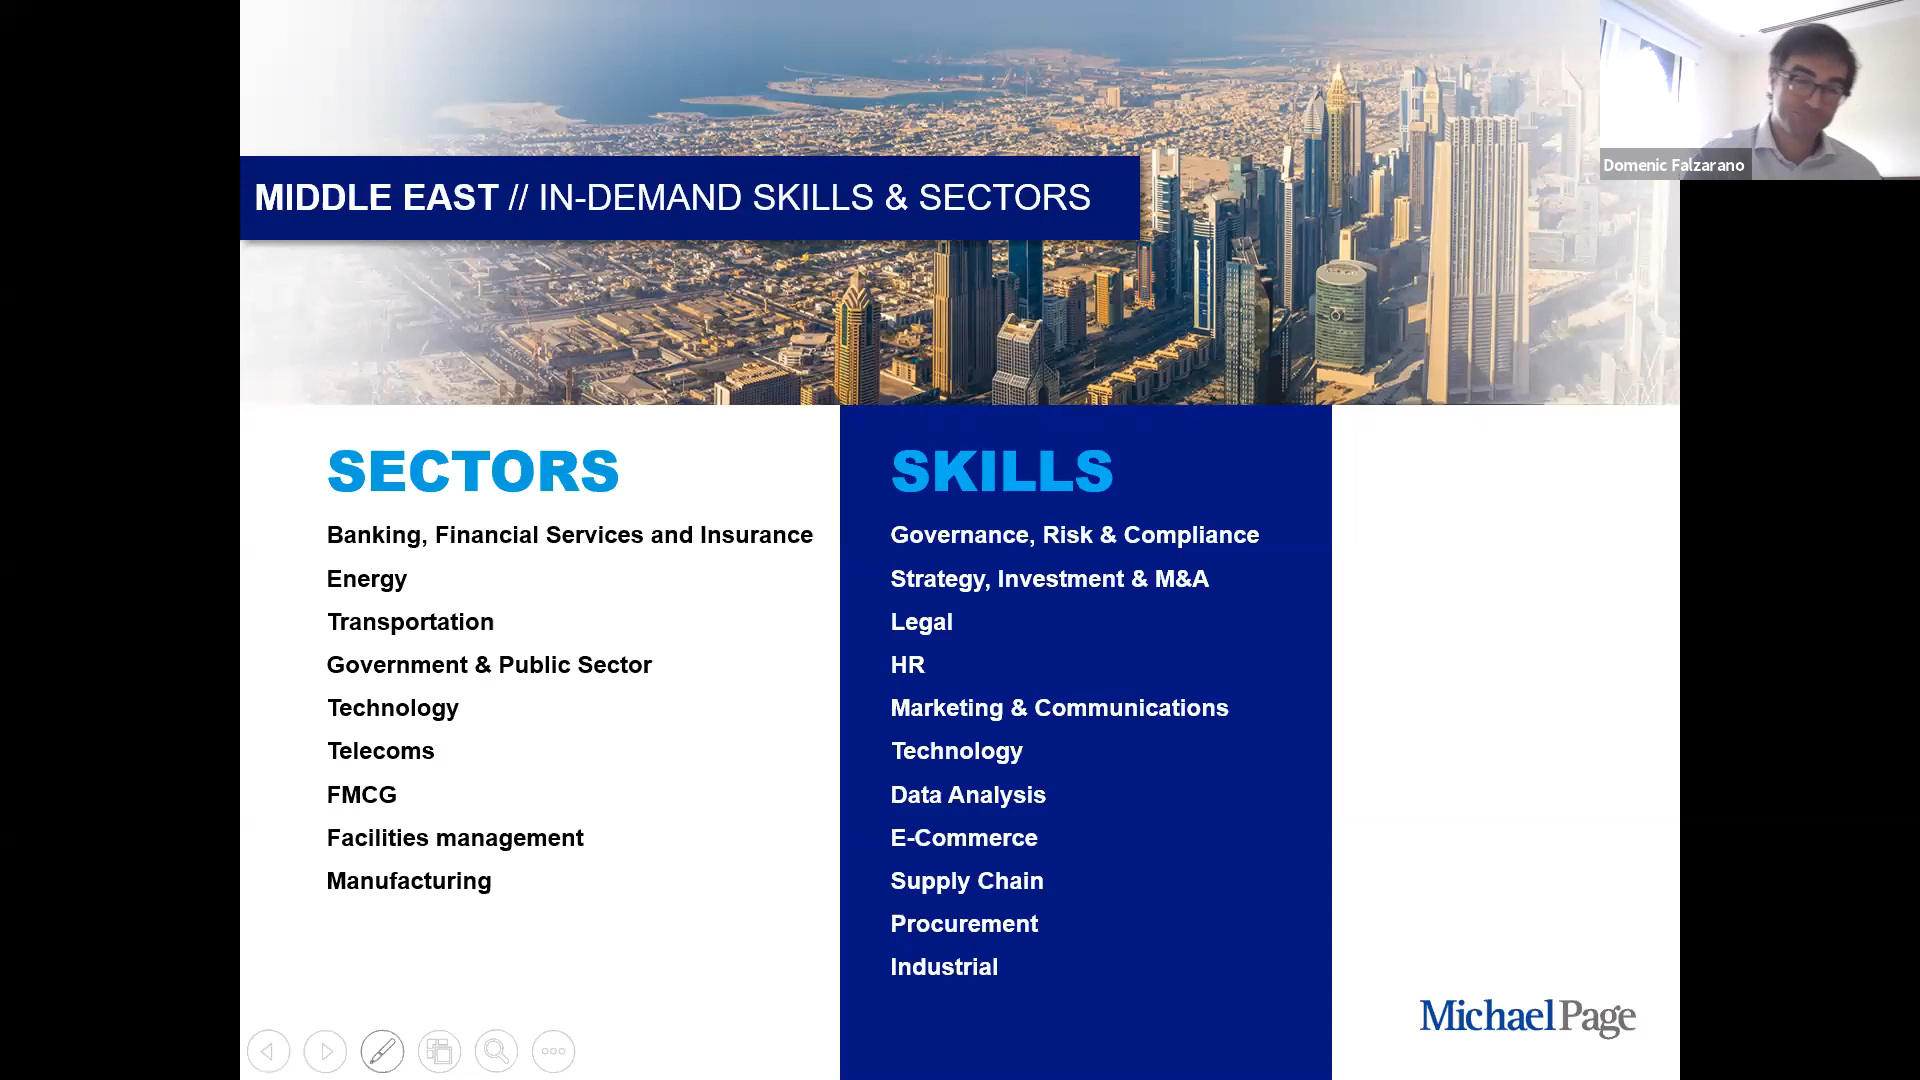 Domenic Falzarano
MIDDLE EAST // IN-DEMAND SKILLS & SECTORS
SECTORS
Banking, Financial Services and Insurance
Energy
Transportation
Government & Public Sector
Technology
Telecoms
FMCG
Facilities management
Manufacturing
SKILLS
Governance, Risk & Compliance
Strategy, Investment & M&A
Legal
HR
Marketing & Communications
Technology
Data Analysis
E-Commerce
Supply Chain
Procurement
Industrial
Michael Page